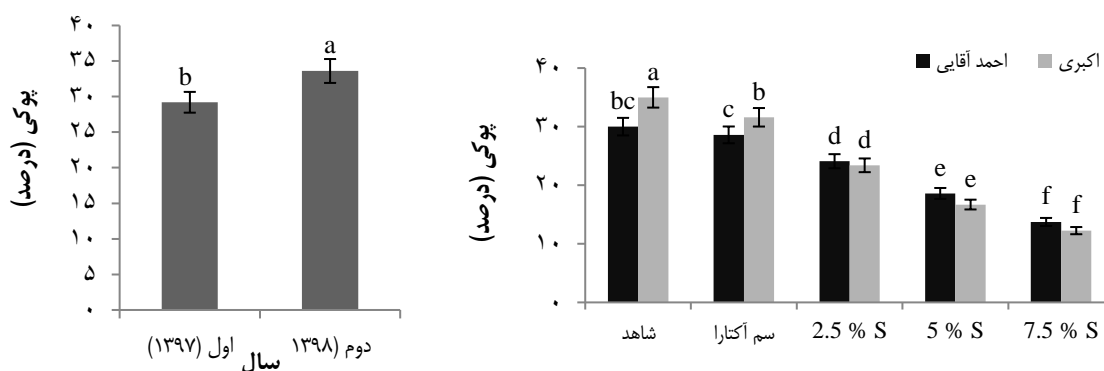 پوکی (درصد)
۴۰
۳۵
۳۰
۲۵
۲۰
۱۵
۱۰
۵
۰
b
a
اول (۱۳۹۷)
دوم (۱۳۹۸
سال
احمد آقایی
اکبری
پوکی (درصد)
۴۰
۳۰
۲۰
۱۰
۰
bc a c b d d e e f f
شاهد
سم آکتارا
2.5 % S
5 % S
7.5 % S